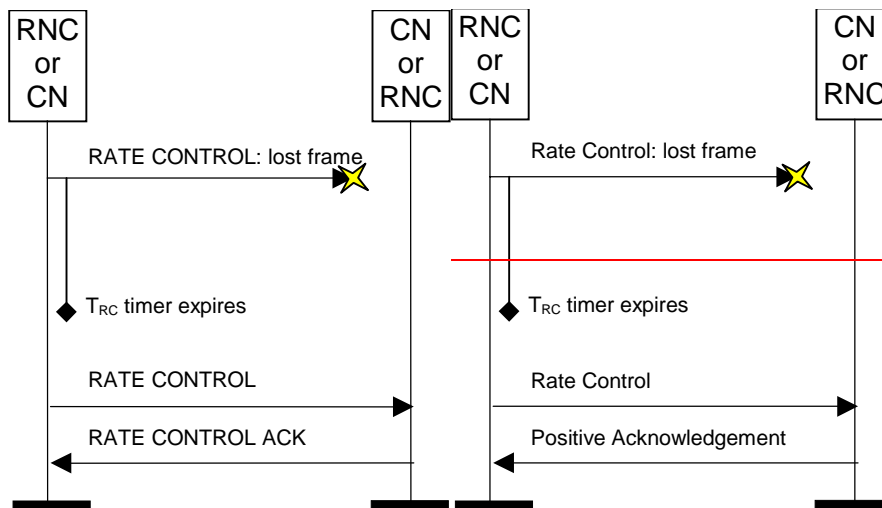 RNC
or
CN
CN
or
RNC
RATE CONTROL: lost frame
TRC timer expires
RATE CONTROL
RATE CONTROL ACK
RNC
or
CN
CN
or
RNC
Rate Control: lost frame
TRC timer expires
Rate Control
Positive Acknowledgement